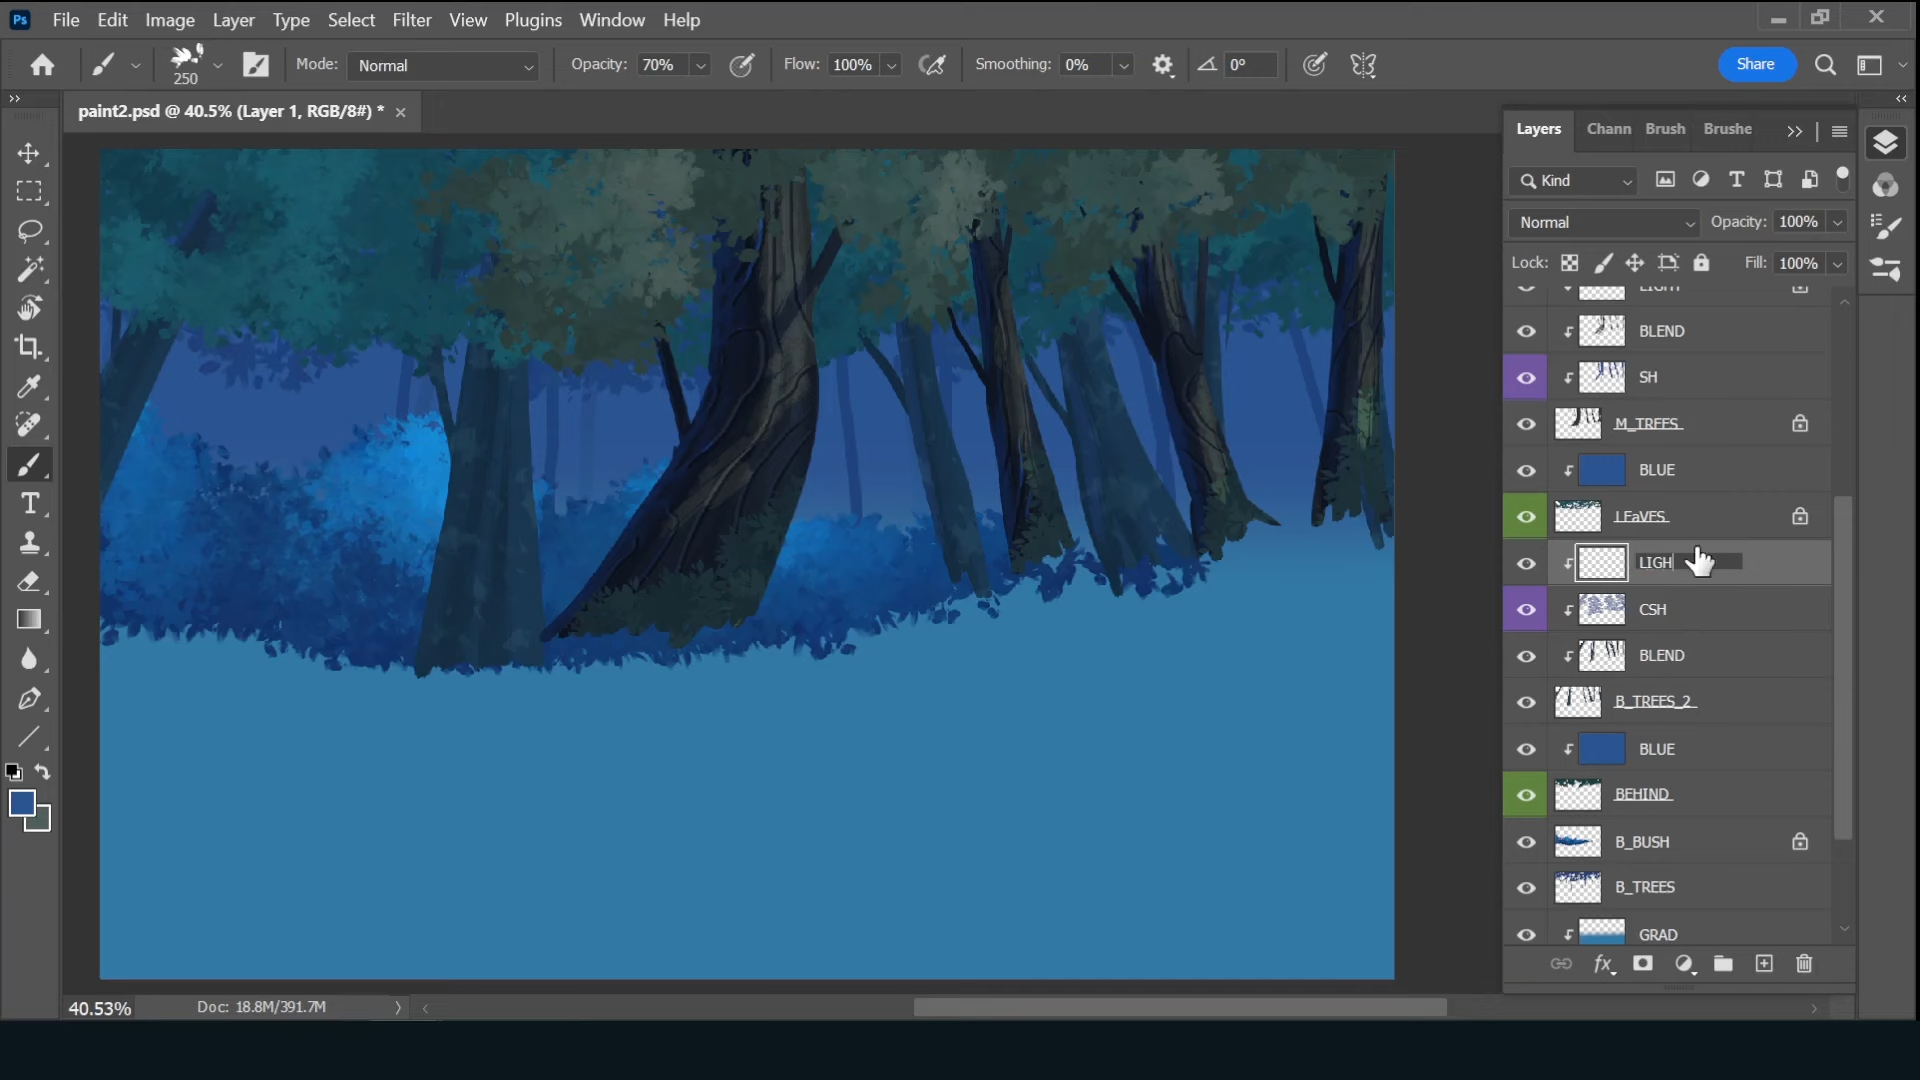 Ps File Edit Image Layer Type Select Filter View Plugins Window Help
250 Mode: Normal Opacity: 70% Flow: 100% Smoothing: 0% 0° Share
paint2.psd @ 40.5% (Layer 1, RGB/8#) *
Layers Chann Brush Brushe
Kind
Normal Opacity: 100%
Lock: Fill: 100%
LIGHT
BLEND
SH
M_TREES
BLUE
LEaVES
LIGH
CSH
BLEND
B_TREES_2
BLUE
BEHIND
B_BUSH
B_TREES
GRAD
fx
40.53% Doc: 18.8M/391.7M